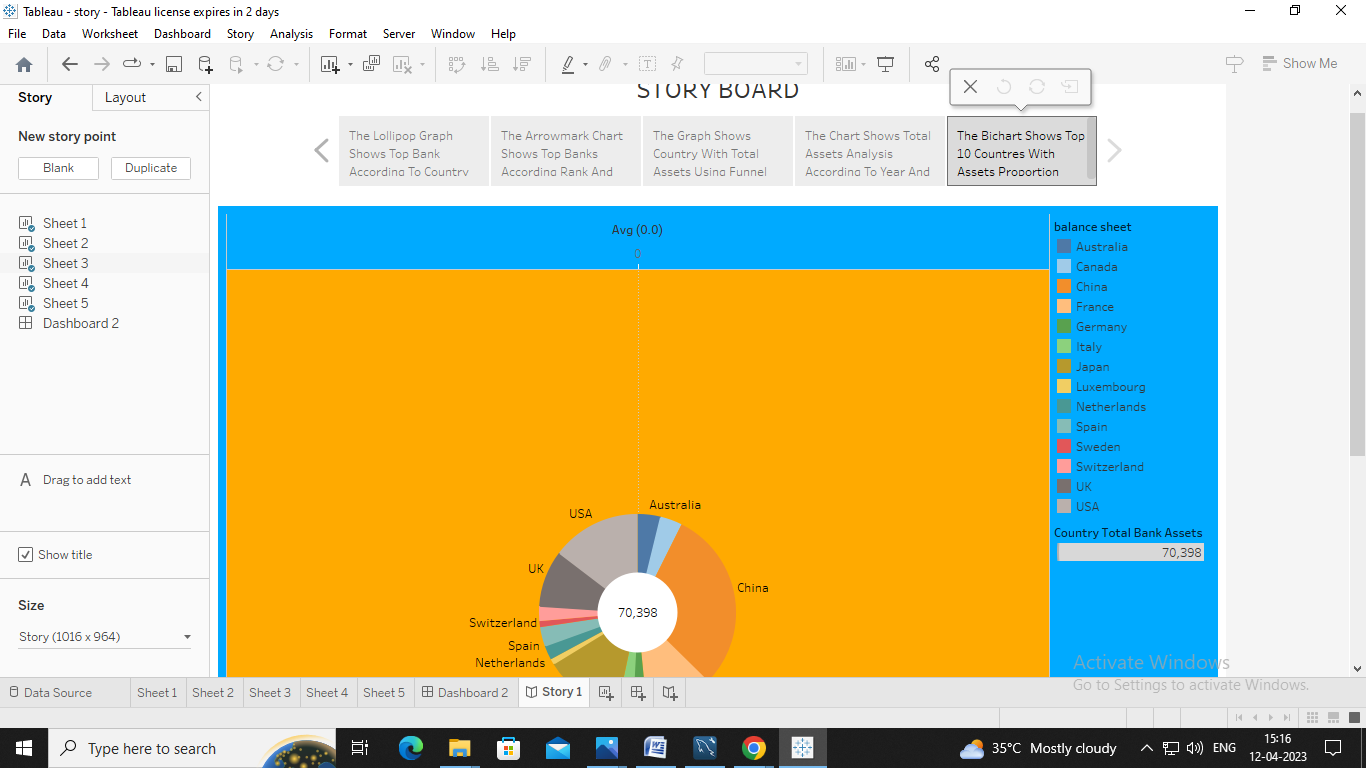 Tableau - story - Tableau license expires in 2 days
File Data Worksheet Dashboard Story Analysis Format Server Window Help
Show Me
Story Layout
New story point
Blank Duplicate
Sheet 1
Sheet 2
Sheet 3
Sheet 4
Sheet 5
Dashboard 2
A Drag to add text
Show title
Size
Story (1016 x 964)
STORY BOARD
The Lollipop Graph
Shows Top Bank
According To Country
The Arrowmark Chart
Shows Top Banks
According Rank And
The Graph Shows
Country With Total
Assets Using Funnel
The Chart Shows Total
Assets Analysis
According To Year And
The Bichart Shows Top
10 Countres With
Assets Proportion
Avg (0.0)
0
USA
Australia
UK
China
70,398
Switzerland
Spain
Netherlands
balance sheet
Australia
Canada
China
France
Germany
Italy
Japan
Luxembourg
Netherlands
Spain
Sweden
Switzerland
UK
USA
Country Total Bank Assets
70,398
Activate Windows
Go to Settings to activate Windows.
Data Source Sheet 1 Sheet 2 Sheet 3 Sheet 4 Sheet 5 Dashboard 2 Story 1
Type here to search
35°C Mostly cloudy
ENG
15:16
12-04-2023